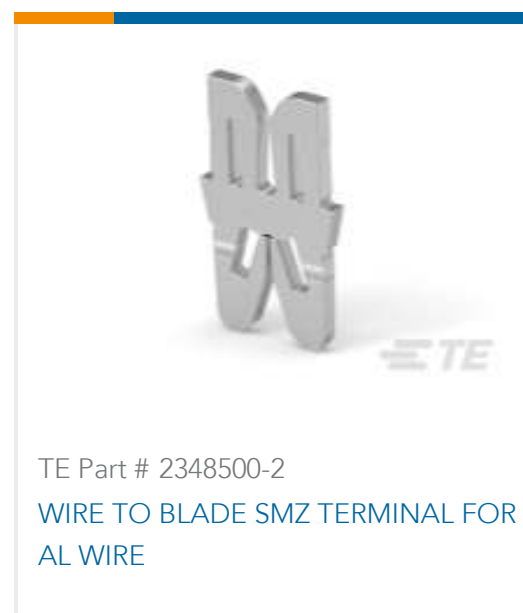 TE
TE Part # 2348500-2
WIRE TO BLADE SMZ TERMINAL FOR
AL WIRE